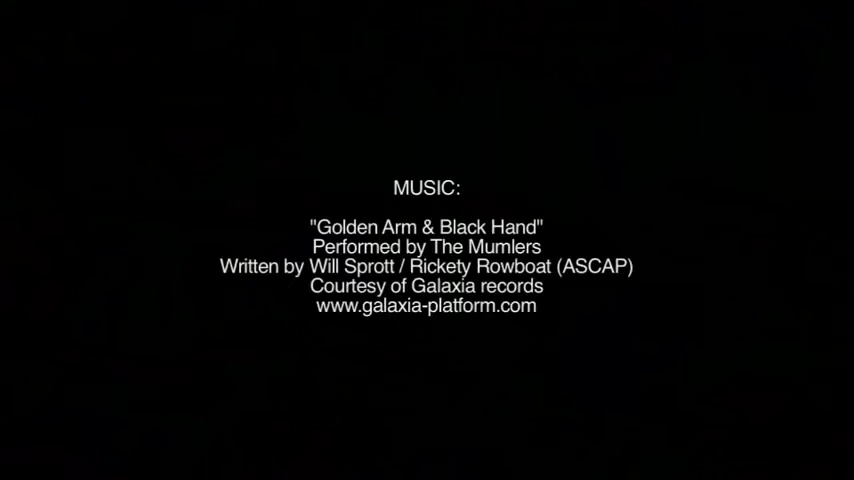 MUSIC:
"Golden Arm & Black Hand"
Performed by The Mumlers
Written by Will Sprott / Rickety Rowboat (ASCAP)
Courtesy of Galaxia records
www.galaxia-platform.com